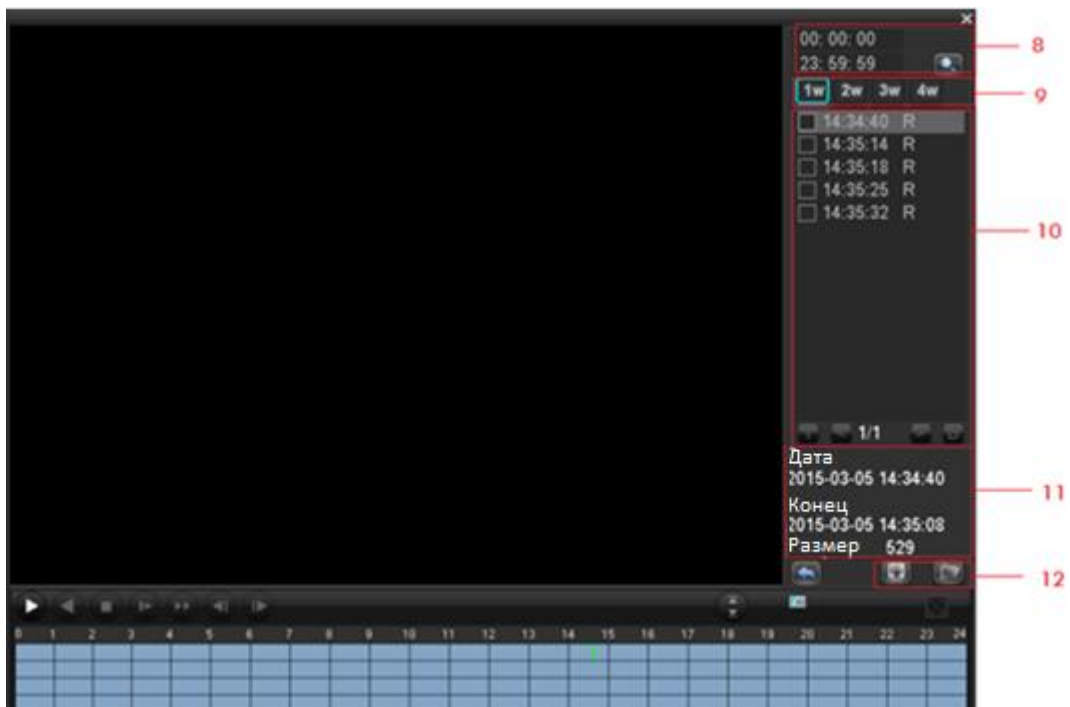 00: 00: 00
8
23: 59: 59
1w 2w 3w 4w
9
14:34:40 R
14:35:14 R
14:35:18 R
14:35:25 R
14:35:32 R
10
1/1
Дата
2015-03-05 14:34:40
11
Конец
2015-03-05 14:35:08
Размер 529
12
0 1 2 3 4 5 6 7 8 9 10 11 12 13 14 15 16 17 18 19 20 21 22 23 24